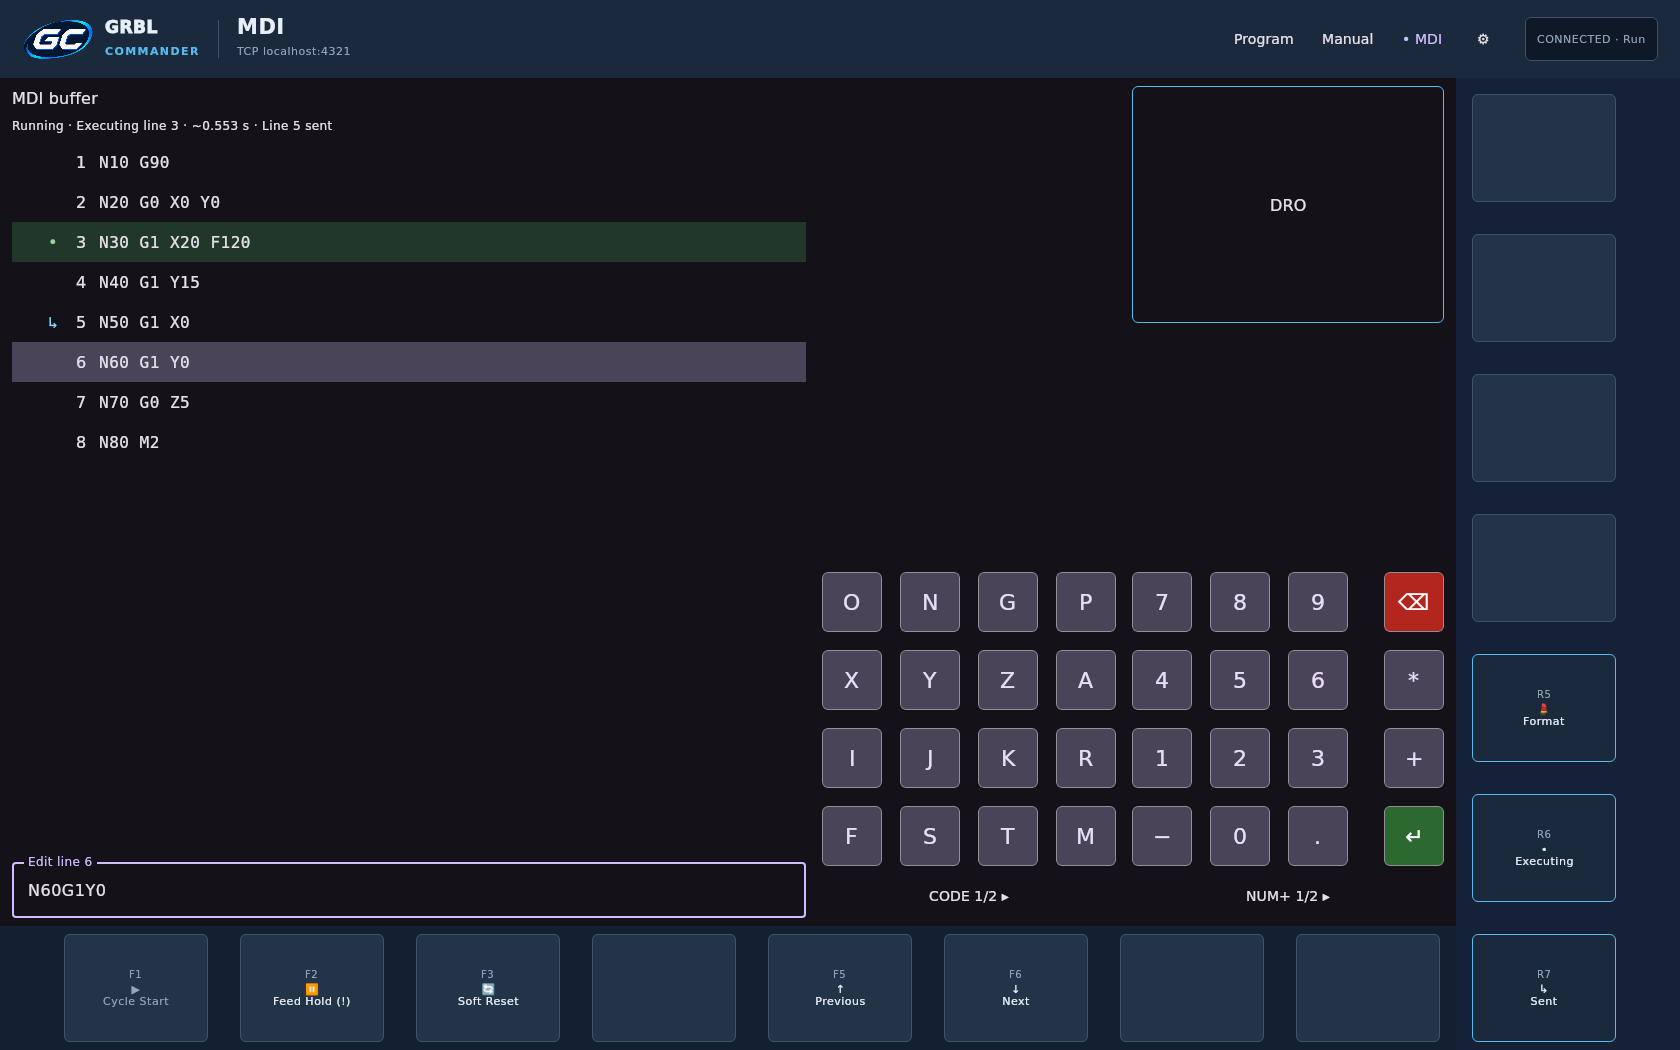 GC
GRBL
COMMANDER
MDI
TCP localhost:4321
Program
Manual
• MDI
⚙
CONNECTED · Run
MDI buffer
Running · Executing line 3 · ~0.553 s · Line 5 sent
1 N10 G90
2 N20 G0 X0 Y0
• 3 N30 G1 X20 F120
4 N40 G1 Y15
↳ 5 N50 G1 X0
6 N60 G1 Y0
7 N70 G0 Z5
8 N80 M2
Edit line 6
N60G1Y0
DRO
O N G P 7 8 9 ⌫
X Y Z A 4 5 6 *
I J K R 1 2 3 +
F S T M − 0 . ↵
CODE 1/2 ▸
NUM+ 1/2 ▸
R5
Format
R6
•
Executing
R7
↳
Sent
F1
▶
Cycle Start
F2
⏸
Feed Hold (!)
F3
🔄
Soft Reset
F5
↑
Previous
F6
↓
Next